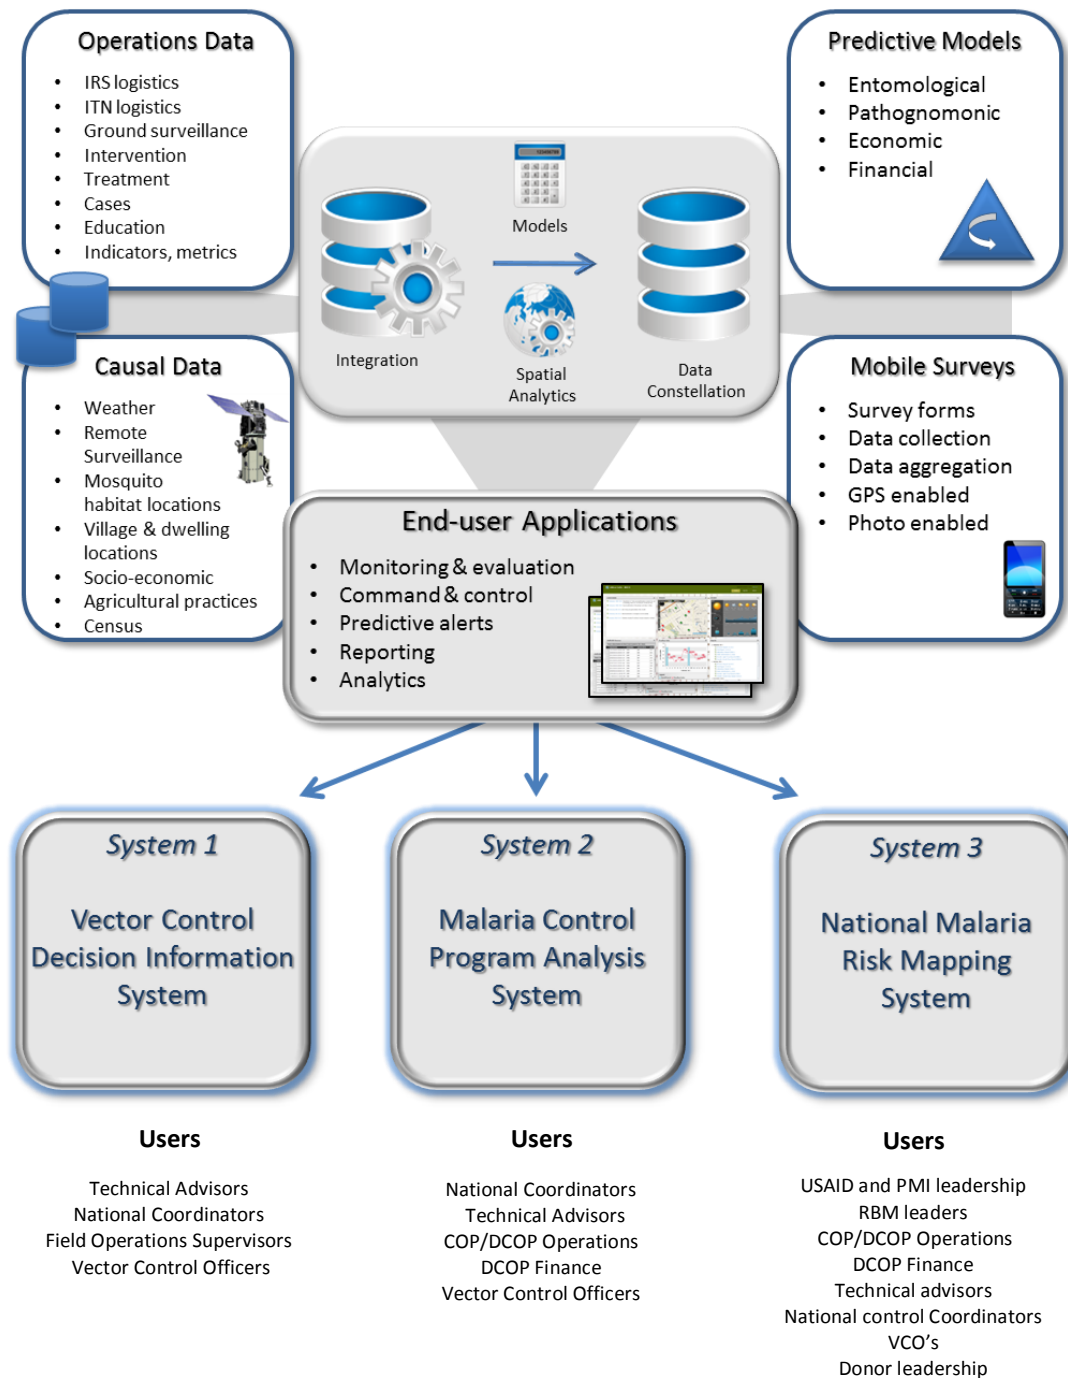 Operations Data
• IRS logistics
• ITN logistics
• Ground surveillance
• Intervention
• Treatment
• Cases
• Education
• Indicators, metrics
Predictive Models
• Entomological
• Pathognomonic
• Economic
• Financial
Models
Integration
Spatial
Analytics
Data
Constellation
Causal Data
• Weather
• Remote
Surveillance
• Mosquito
habitat locations
• Village & dwelling
locations
• Socio-economic
• Agricultural practices
• Census
Mobile Surveys
• Survey forms
• Data collection
• Data aggregation
• GPS enabled
• Photo enabled
End-user Applications
• Monitoring & evaluation
• Command & control
• Predictive alerts
• Reporting
• Analytics
System 1
Vector Control
Decision Information
System
System 2
Malaria Control
Program Analysis
System
System 3
National Malaria
Risk Mapping
System
Users
Technical Advisors
National Coordinators
Field Operations Supervisors
Vector Control Officers
Users
National Coordinators
Technical Advisors
COP/DCOP Operations
DCOP Finance
Vector Control Officers
Users
USAID and PMI leadership
RBM leaders
COP/DCOP Operations
DCOP Finance
Technical advisors
National control Coordinators
VCO's
Donor leadership